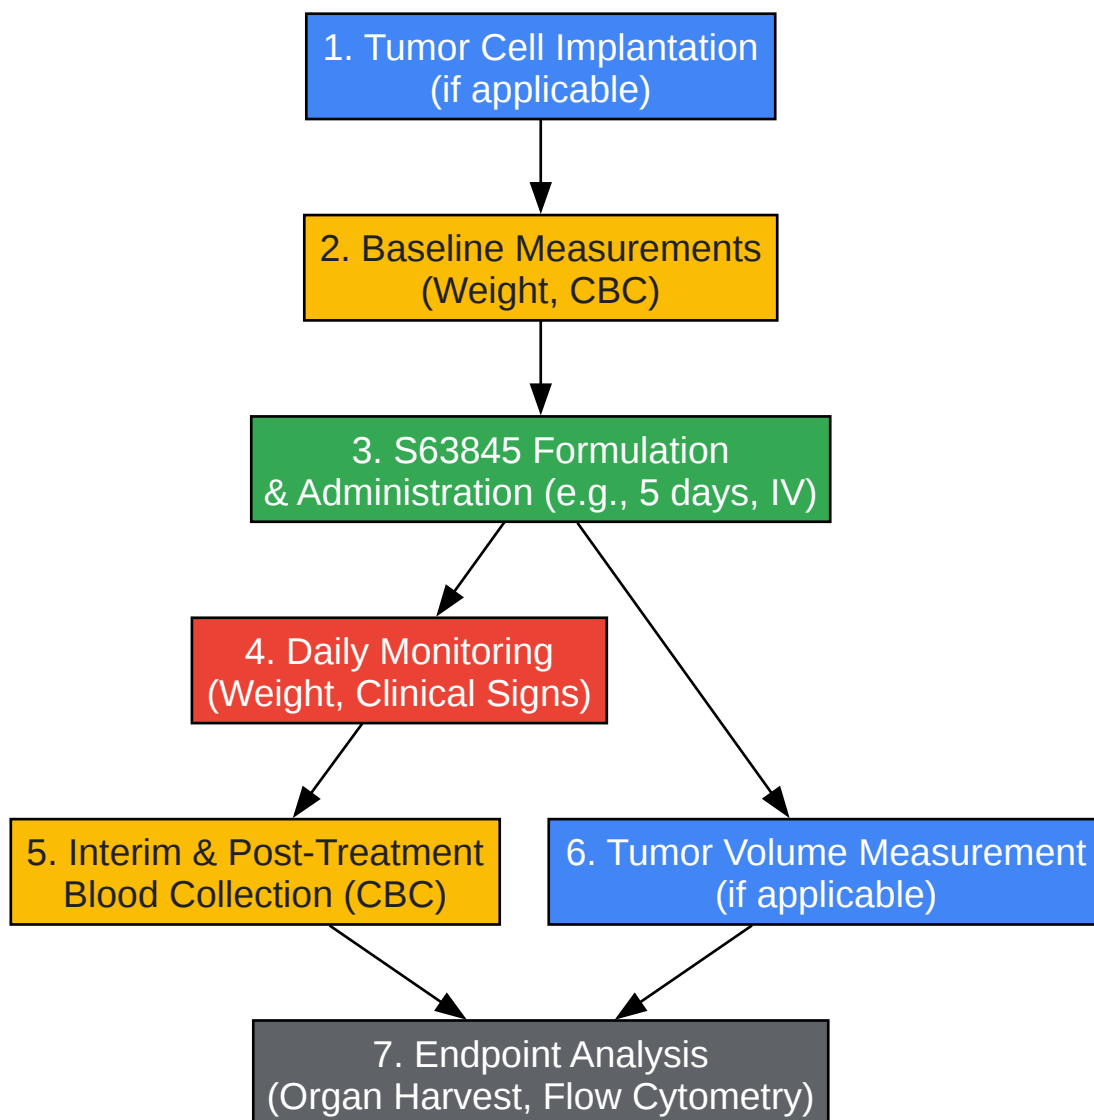 1. Tumor Cell Implantation
(if applicable)
2. Baseline Measurements
(Weight, CBC)
3. S63845 Formulation
& Administration (e.g., 5 days, IV)
4. Daily Monitoring
(Weight, Clinical Signs)
5. Interim & Post-Treatment
Blood Collection (CBC)
6. Tumor Volume Measurement
(if applicable)
7. Endpoint Analysis
(Organ Harvest, Flow Cytometry)